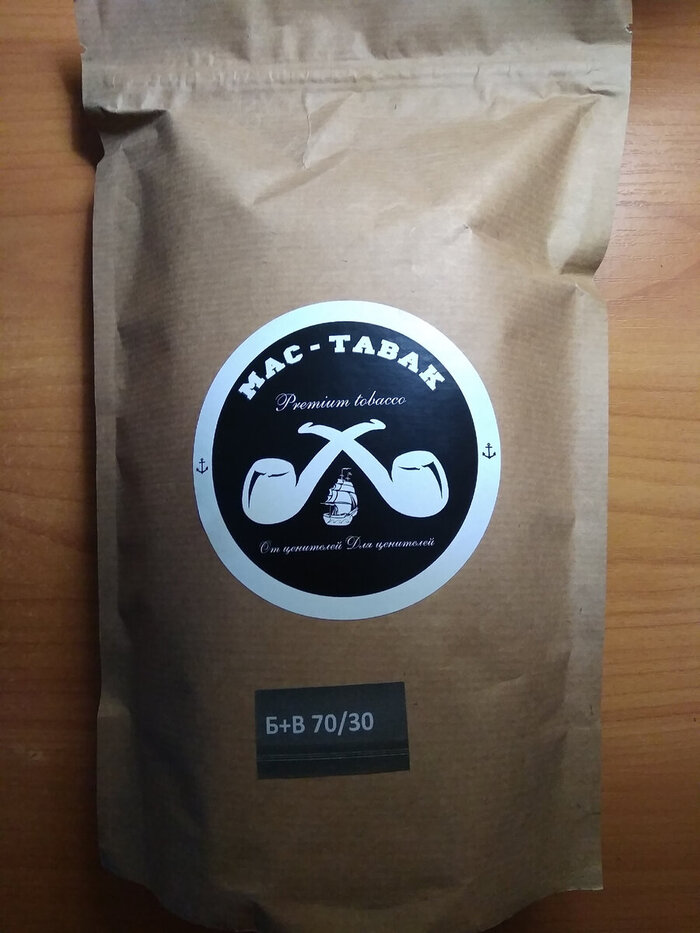 МАС-ТАБАК
Premium tobacco
От ценителей Для ценителей
Б+В 70/30